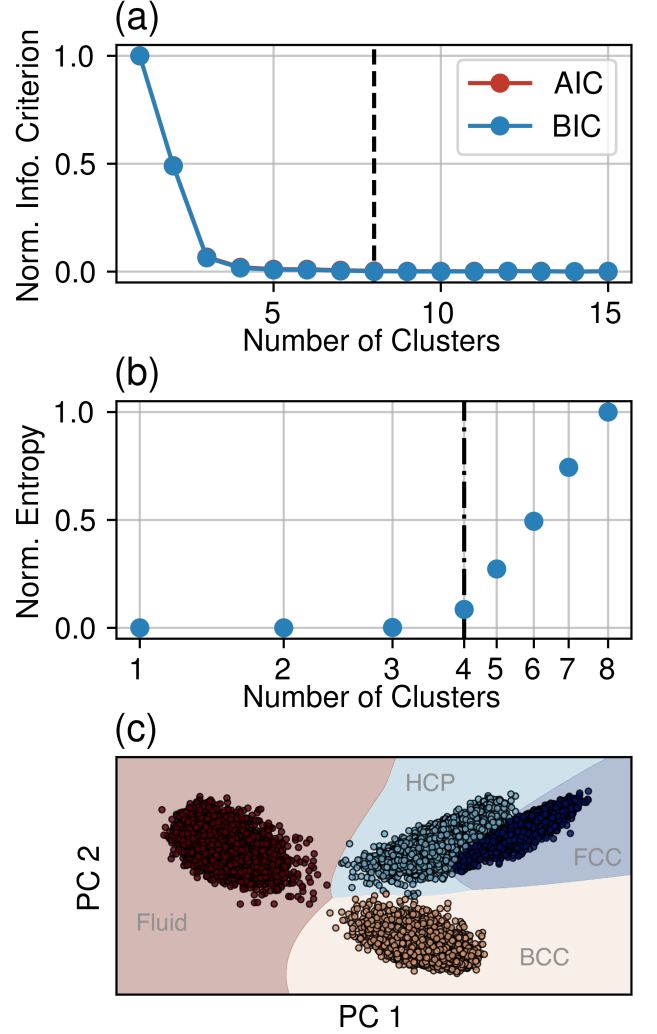 (a)
Norm. Info. Criterion
1.0
0.5
0.0
AIC
BIC
5
10
15
Number of Clusters
(b)
Norm. Entropy
1.0
0.5
0.0
1
2
3
4
5
6
7
8
Number of Clusters
(c)
PC 2
HCP
FCC
Fluid
BCC
PC 1